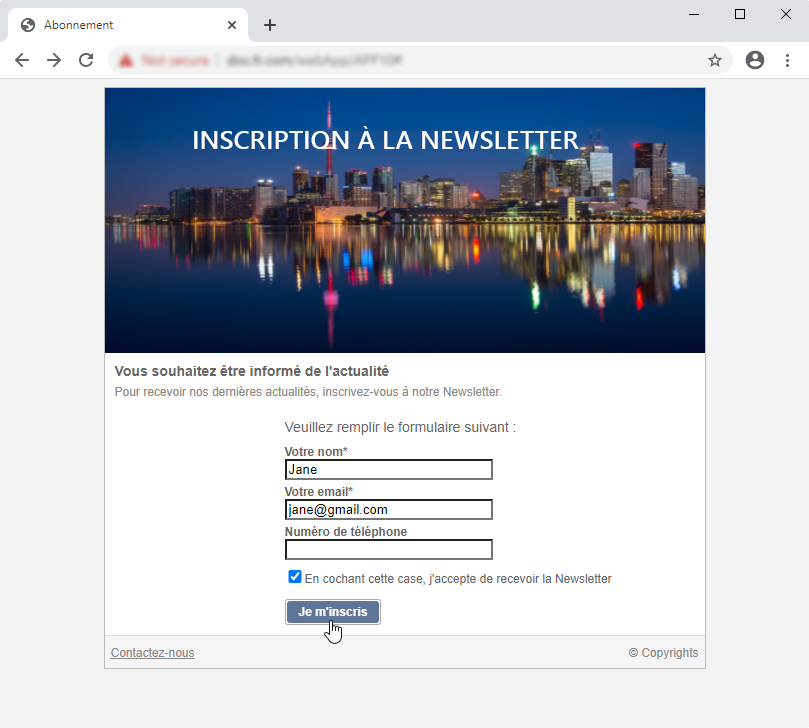 Abonnement
Not secure
INSCRIPTION À LA NEWSLETTER
Vous souhaitez être informé de l'actualité
Pour recevoir nos dernières actualités, inscrivez-vous à notre Newsletter.
Veuillez remplir le formulaire suivant :
Votre nom*
Jane
Votre email*
jane@gmail.com
Numéro de téléphone
En cochant cette case, j'accepte de recevoir la Newsletter
Je m'inscris
Contactez-nous
© Copyrights